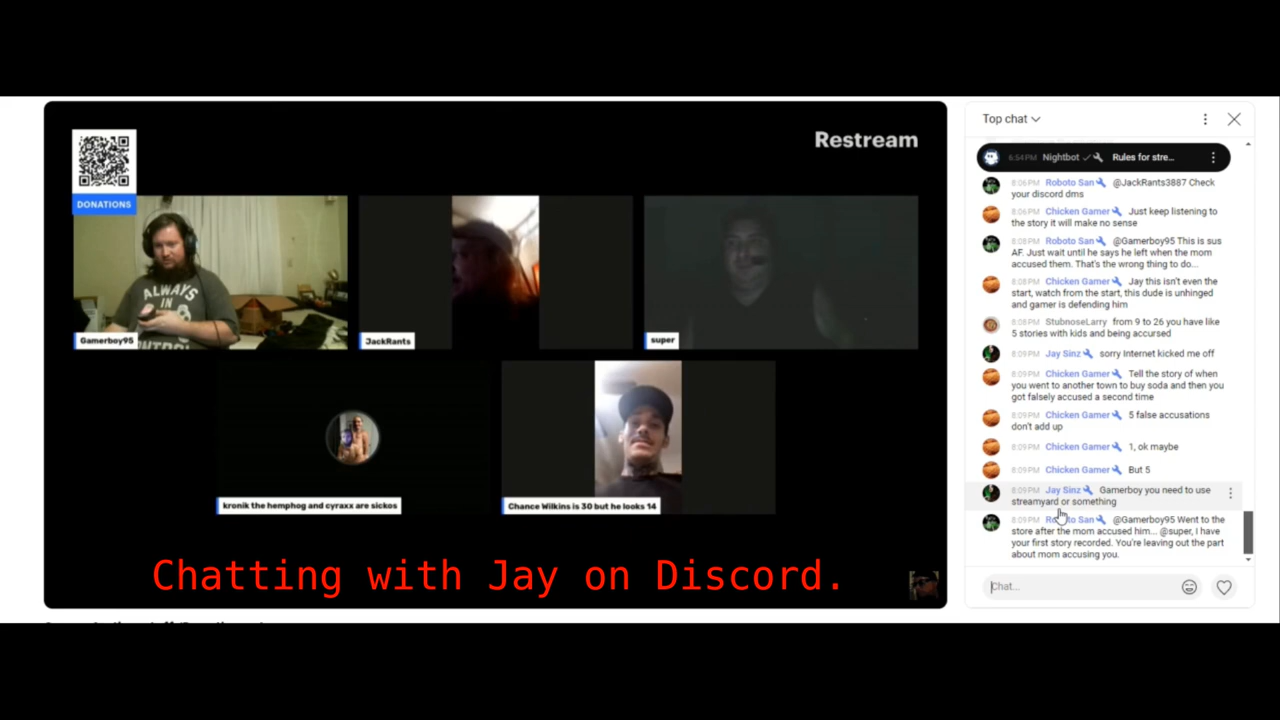 Restream
DONATIONS
ALWAYS
IN
CONTROL
Gamerboy95
JackRants
super
kronik the hemphog and cyraxx are sickos
Chance Wilkins is 30 but he looks 14
Chatting with Jay on Discord.
Top chat
6:54 PM Nightbot Rules for stre...
8:06 PM Roboto San @JackRants3887 Check
your discord dms
8:06 PM Chicken Gamer Just keep listening to
the story it will make no sense
8:08 PM Roboto San @Gamerboy95 This is sus
AF. Just wait until he says he left when the mom
accused them. That's the wrong thing to do...
8:08 PM Chicken Gamer Jay this isn't even the
start, watch from the start, this dude is unhinged
and gamer is defending him
8:08 PM StubnoseLarry from 9 to 26 you have like
5 stories with kids and being accursed
8:09 PM Jay Sinz sorry Internet kicked me off
8:09 PM Chicken Gamer Tell the story of when
you went to another town to buy soda and then you
got falsely accused a second time
8:09 PM Chicken Gamer 5 false accusations
don't add up
8:09 PM Chicken Gamer 1, ok maybe
8:09 PM Chicken Gamer But 5
8:09 PM Jay Sinz Gamerboy you need to use
streamyard or something
8:09 PM Roboto San @Gamerboy95 Went to the
store after the mom accused him... @super, I have
your first story recorded. You're leaving out the part
about mom accusing you.
Chat...